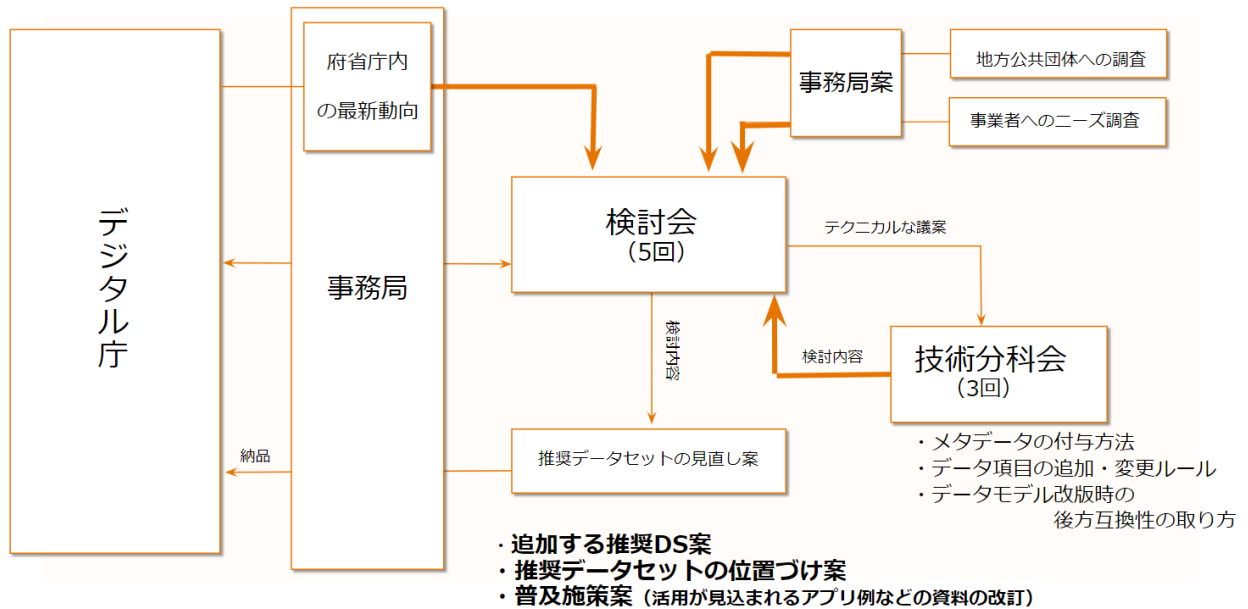 デジタル庁
府省庁内
の最新動向
事務局
納品
事務局案
地方公共団体への調査
事業者へのニーズ調査
検討会
（5回）
テクニカルな議案
検討内容
検討内容
技術分科会
（3回）
・メタデータの付与方法
・データ項目の追加・変更ルール
・データモデル改版時の
後方互換性の取り方
推奨データセットの見直し案
・追加する推奨DS案
・推奨データセットの位置づけ案
・普及施策案（活用が見込まれるアプリ例などの資料の改訂）